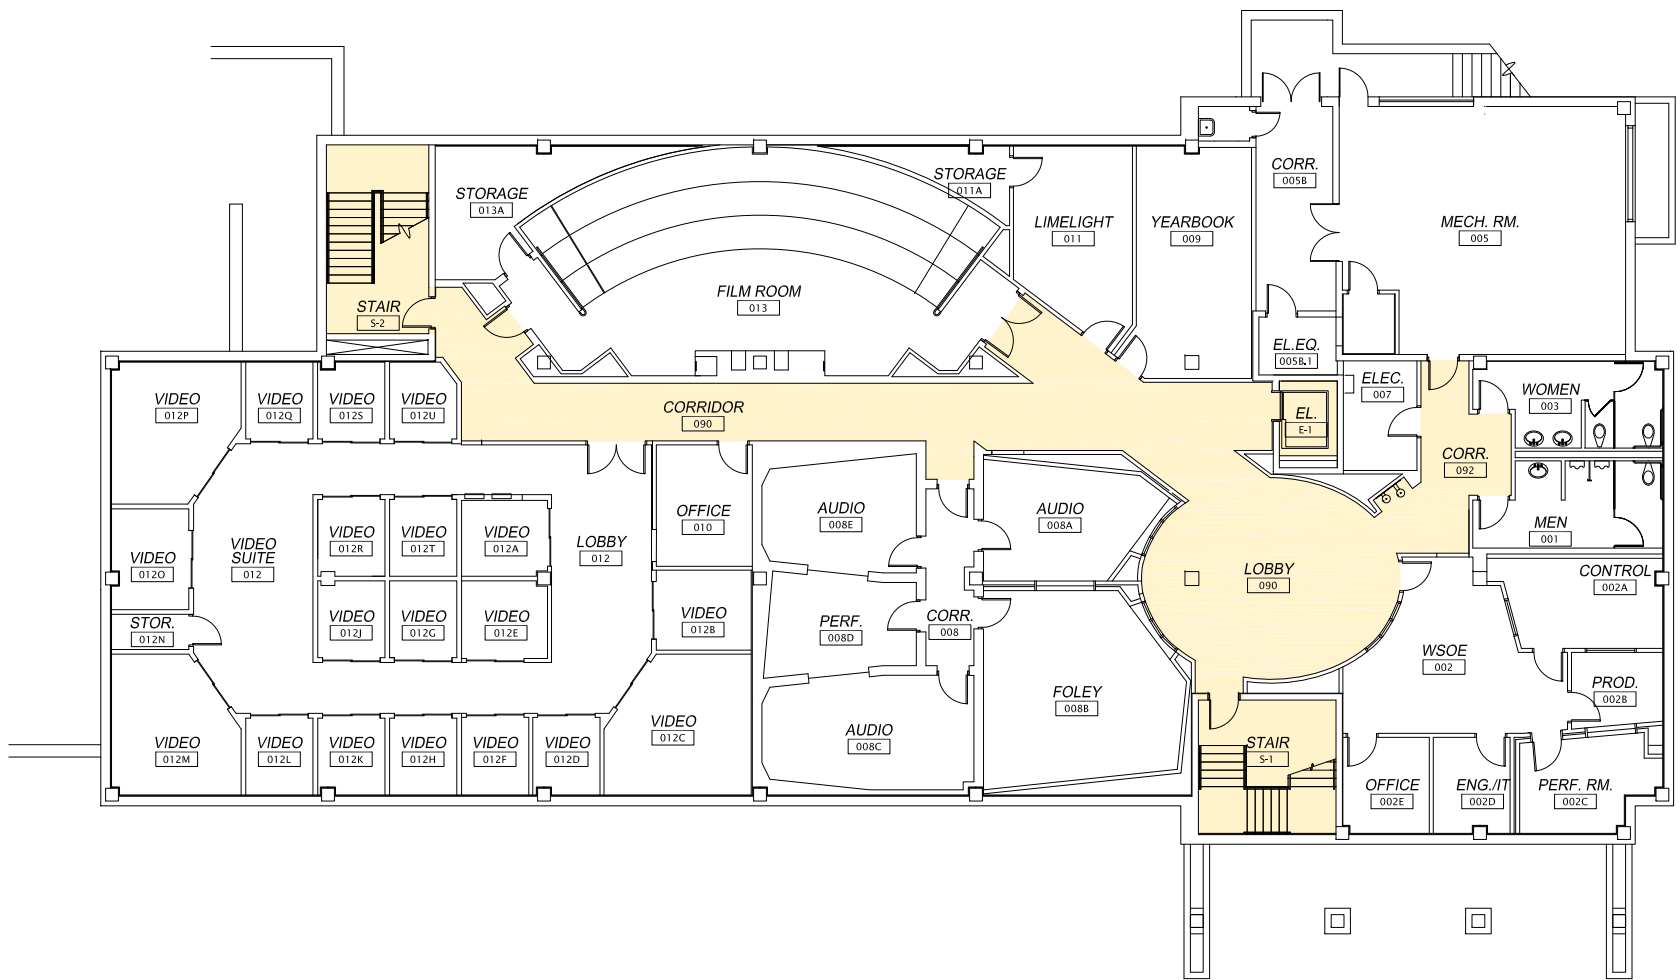 CORR.
005B
STORAGE
013A
STORAGE
011A
LIMELIGHT
011
YEARBOOK
009
MECH. RM.
005
STAIR
S-2
FILM ROOM
013
EL.EQ.
005B.1
ELEC.
007
WOMEN
003
VIDEO
012P
VIDEO
012Q
VIDEO
012S
VIDEO
012U
CORRIDOR
090
EL.
E-1
CORR.
092
MEN
001
VIDEO
012O
VIDEO
SUITE
012
VIDEO
012R
VIDEO
012T
VIDEO
012A
LOBBY
012
OFFICE
010
AUDIO
008E
AUDIO
008A
LOBBY
090
CONTROL
002A
STOR.
012N
VIDEO
012J
VIDEO
012G
VIDEO
012E
VIDEO
012B
PERF.
008D
CORR.
008
WSOE
002
PROD.
002B
FOLEY
008B
VIDEO
012M
VIDEO
012L
VIDEO
012K
VIDEO
012H
VIDEO
012F
VIDEO
012D
VIDEO
012C
AUDIO
008C
STAIR
S-1
OFFICE
002E
ENG./IT
002D
PERF. RM.
002C